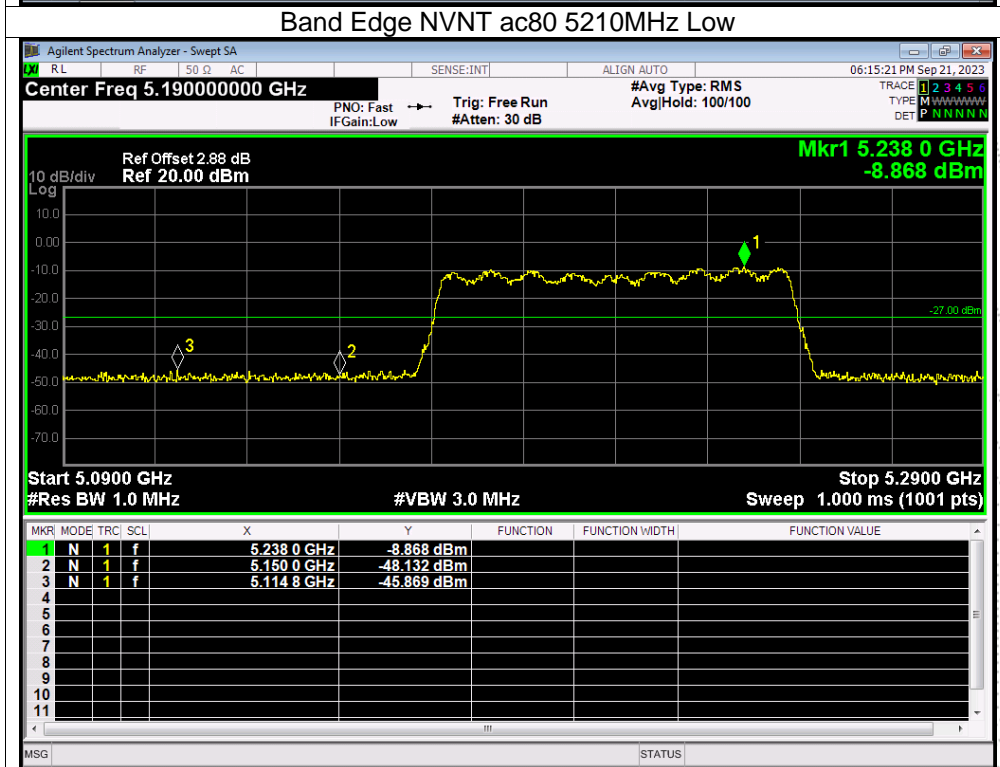 Band Edge NVNT ac80 5210MHz Low
Agilent Spectrum Analyzer - Swept SA
LXI RL RF 50 Ω AC SENSE:INT ALIGN AUTO 06:15:21 PM Sep 21, 2023
Center Freq 5.190000000 GHz #Avg Type: RMS TRACE 1 2 3 4 5 6
PNO: Fast Trig: Free Run Avg|Hold: 100/100 TYPE M WWWWW
IFGain:Low #Atten: 30 dB DET P N N N N N
Mkr1 5.238 0 GHz
Ref Offset 2.88 dB
10 dB/div Ref 20.00 dBm -8.868 dBm
Log
10.0
0.00
1
-10.0
-20.0
-27.00 dBm
-30.0
3
2
-40.0
-50.0
-60.0
-70.0
Start 5.0900 GHz Stop 5.2900 GHz
#Res BW 1.0 MHz #VBW 3.0 MHz Sweep 1.000 ms (1001 pts)
MKR MODE TRC SCL X Y FUNCTION FUNCTION WIDTH FUNCTION VALUE
1 N 1 f 5.238 0 GHz -8.868 dBm
2 N 1 f 5.150 0 GHz -48.132 dBm
3 N 1 f 5.114 8 GHz -45.869 dBm
4
5
6
7
8
9
10
11
MSG STATUS